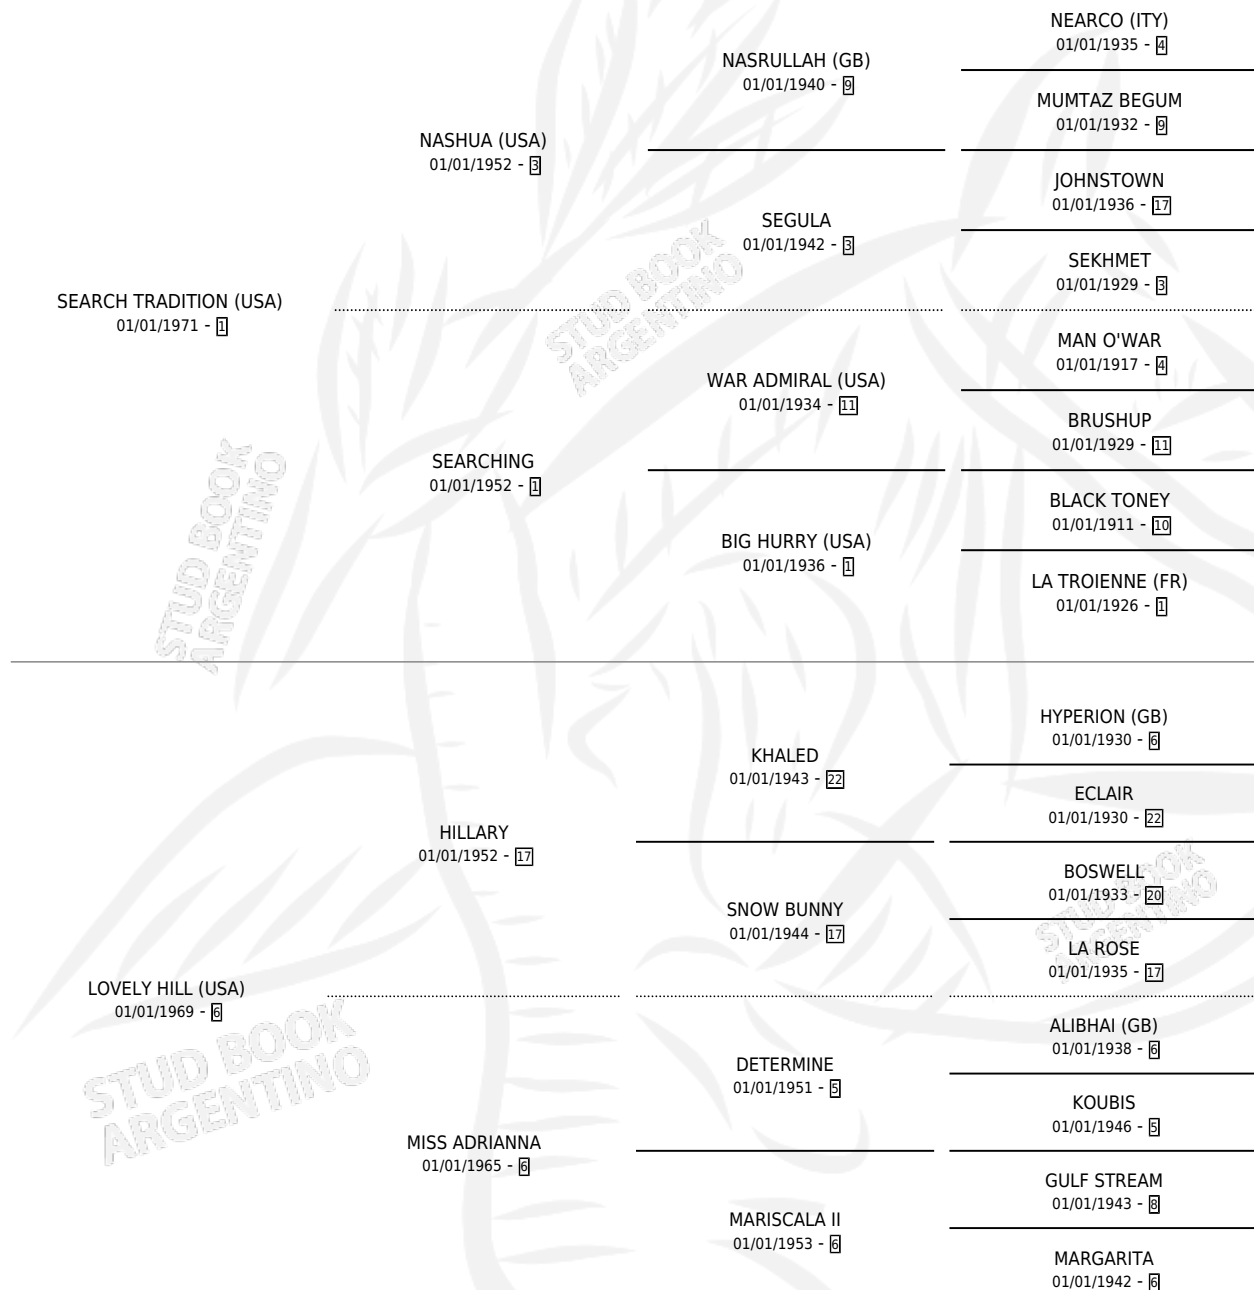 SEARCH TRADITION (USA)
01/01/1971 - 1
NASHUA (USA)
01/01/1952 - 3
SEARCHING
01/01/1952 - 1
NASRULLAH (GB)
01/01/1940 - 9
SEGULA
01/01/1942 - 3
WAR ADMIRAL (USA)
01/01/1934 - 11
BIG HURRY (USA)
01/01/1936 - 1
NEARCO (ITY)
01/01/1935 - 4
MUMTAZ BEGUM
01/01/1932 - 9
JOHNSTOWN
01/01/1936 - 17
SEKHMET
01/01/1929 - 3
MAN O'WAR
01/01/1917 - 4
BRUSHUP
01/01/1929 - 11
BLACK TONEY
01/01/1911 - 10
LA TROIENNE (FR)
01/01/1926 - 1
LOVELY HILL (USA)
01/01/1969 - 6
HILLARY
01/01/1952 - 17
MISS ADRIANNA
01/01/1965 - 6
KHALED
01/01/1943 - 22
SNOW BUNNY
01/01/1944 - 17
DETERMINE
01/01/1951 - 5
MARISCALA II
01/01/1953 - 6
HYPERION (GB)
01/01/1930 - 6
ECLAIR
01/01/1930 - 22
BOSWELL
01/01/1933 - 20
LA ROSE
01/01/1935 - 17
ALIBHAI (GB)
01/01/1938 - 6
KOUBIS
01/01/1946 - 5
GULF STREAM
01/01/1943 - 8
MARGARITA
01/01/1942 - 6
STUD BOOK
ARGENTINO
STUD BOOK
ARGENTINO
STUD BOOK
ARGENTINO
STUD BOOK
ARGENTINO